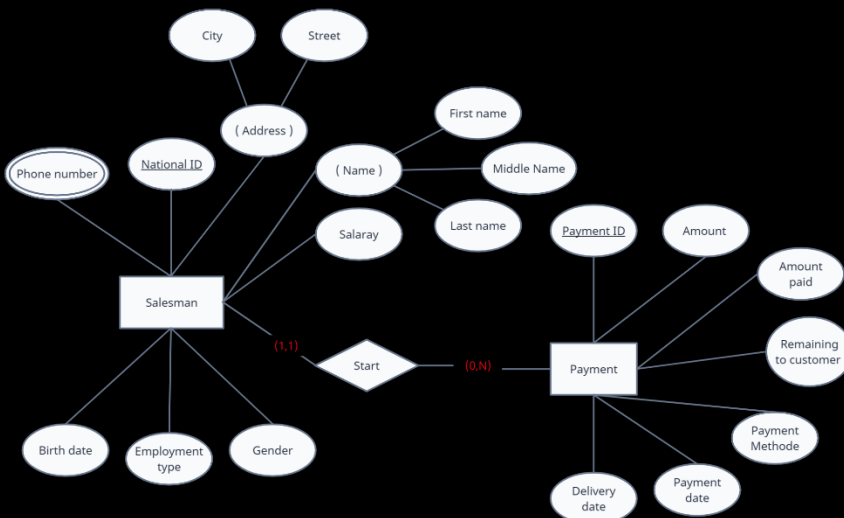 City
Street
First name
( Address )
National ID
Phone number
( Name )
Middle Name
Last name
Salaray
Payment ID
Amount
Amount
paid
Salesman
(1,1)
Start
(0,N)
Payment
Remaining
to customer
Birth date
Employment
type
Gender
Payment
Methode
Delivery
date
Payment
date